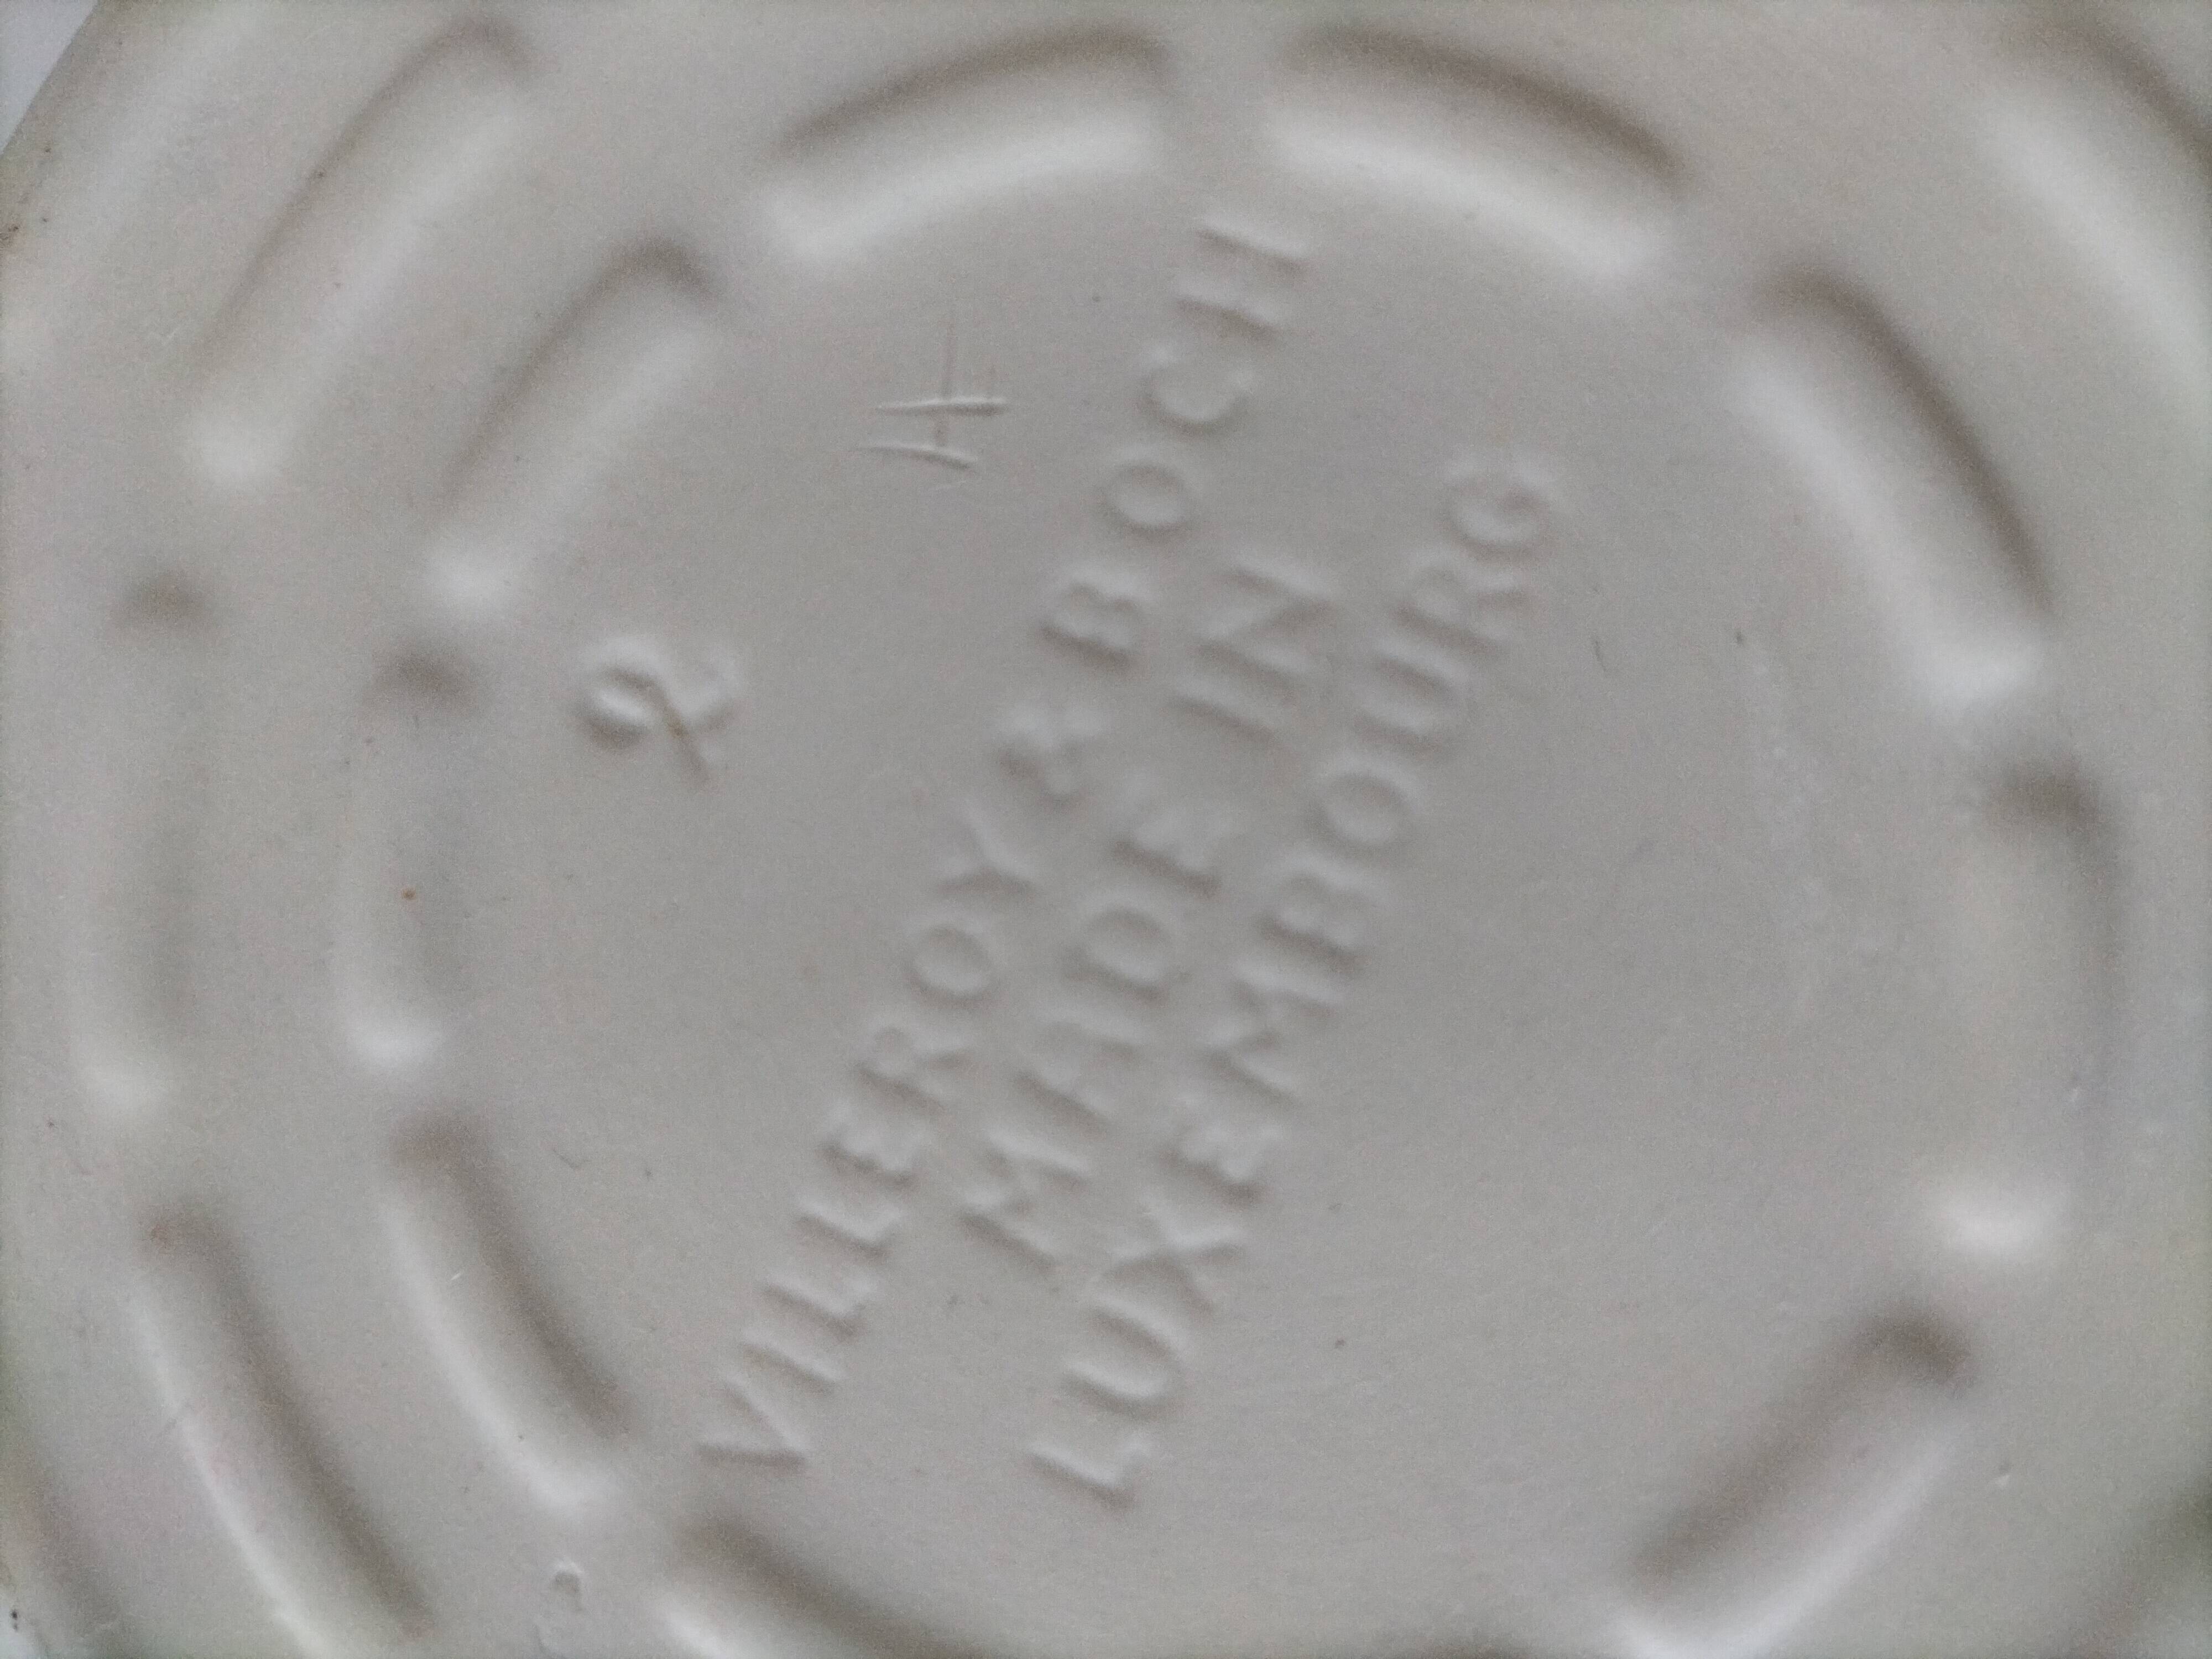 VILLEROY & BOCH
MADE IN
LUXEMBOURG
H